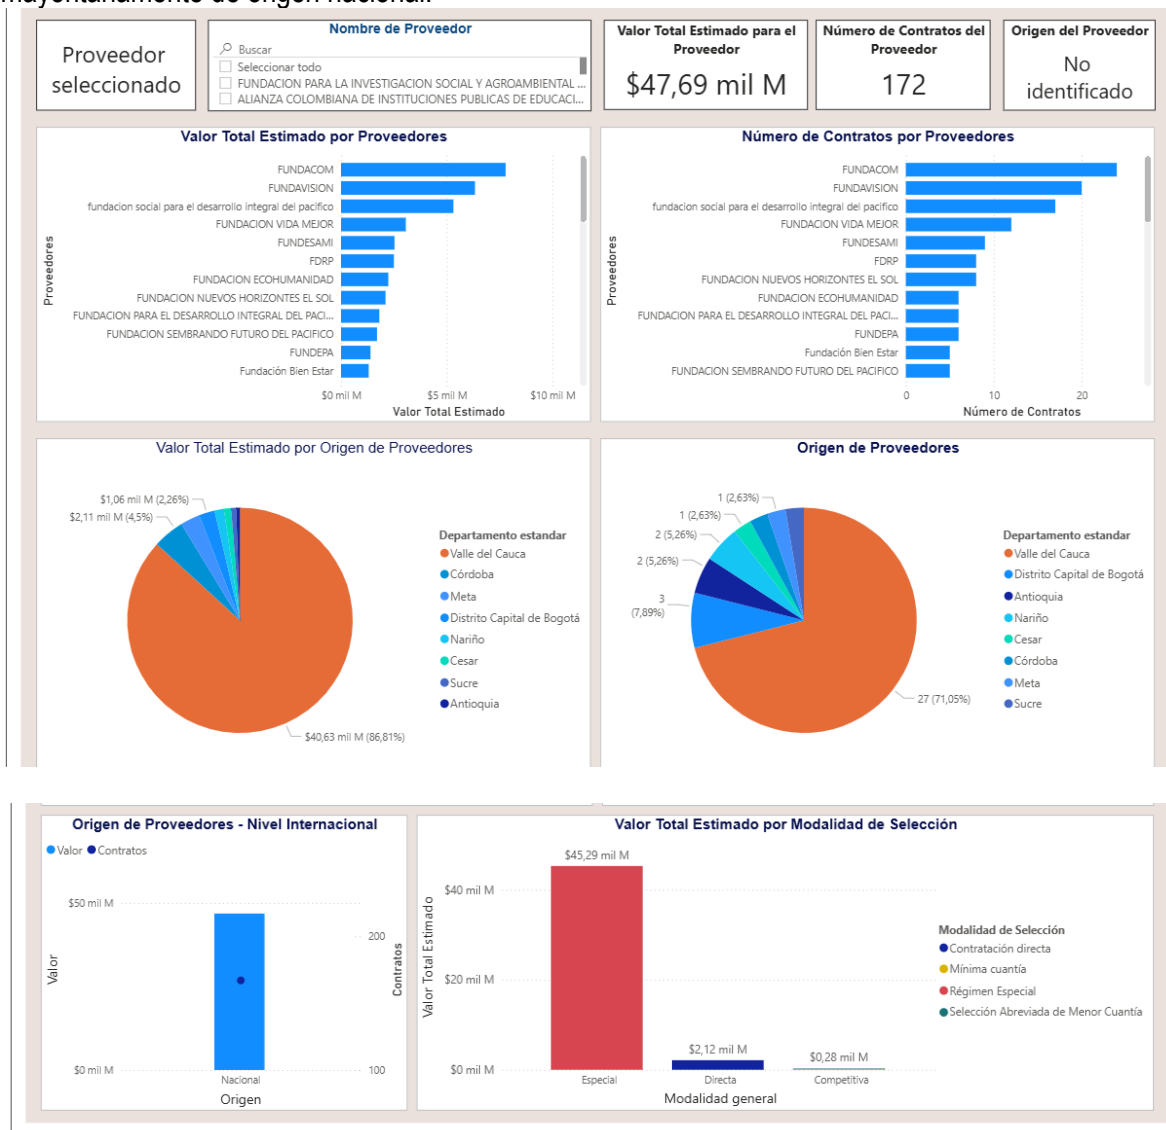 mayoritariamente de origen nacional.
Proveedor
seleccionado
Nombre de Proveedor
Buscar
Seleccionar todo
FUNDACION PARA LA INVESTIGACION SOCIAL Y AGROAMBIENTAL ...
ALIANZA COLOMBIANA DE INSTITUCIONES PUBLICAS DE EDUCACI...
Valor Total Estimado para el
Proveedor
$47,69 mil M
Número de Contratos del
Proveedor
172
Origen del Proveedor
No
identificado
Valor Total Estimado por Proveedores
Proveedores
FUNDACOM
FUNDAVISION
fundacion social para el desarrollo integral del pacifico
FUNDACION VIDA MEJOR
FUNDESAMI
FDRP
FUNDACION ECOHUMANIDAD
FUNDACION NUEVOS HORIZONTES EL SOL
FUNDACION PARA EL DESARROLLO INTEGRAL DEL PACI...
FUNDACION SEMBRANDO FUTURO DEL PACIFICO
FUNDEPA
Fundación Bien Estar
$0 mil M $5 mil M $10 mil M
Valor Total Estimado
Número de Contratos por Proveedores
Proveedores
FUNDACOM
FUNDAVISION
fundacion social para el desarrollo integral del pacifico
FUNDACION VIDA MEJOR
FUNDESAMI
FDRP
FUNDACION NUEVOS HORIZONTES EL SOL
FUNDACION ECOHUMANIDAD
FUNDACION PARA EL DESARROLLO INTEGRAL DEL PACI...
FUNDEPA
Fundación Bien Estar
FUNDACION SEMBRANDO FUTURO DEL PACIFICO
0 10 20
Número de Contratos
Valor Total Estimado por Origen de Proveedores
$1,06 mil M (2,26%)
$2,11 mil M (4,5%)
$40,63 mil M (86,81%)
Departamento estandar
Valle del Cauca
Córdoba
Meta
Distrito Capital de Bogotá
Nariño
Cesar
Sucre
Antioquia
Origen de Proveedores
1 (2,63%)
1 (2,63%)
2 (5,26%)
2 (5,26%)
3
(7,89%)
27 (71,05%)
Departamento estandar
Valle del Cauca
Distrito Capital de Bogotá
Antioquia
Nariño
Cesar
Córdoba
Meta
Sucre
Origen de Proveedores - Nivel Internacional
Valor Contratos
$50 mil M
$0 mil M
Valor
200
100
Contratos
Nacional
Origen
Valor Total Estimado por Modalidad de Selección
Valor Total Estimado
$40 mil M
$20 mil M
$0 mil M
$45,29 mil M
$2,12 mil M
$0,28 mil M
Especial Directa Competitiva
Modalidad general
Modalidad de Selección
Contratación directa
Mínima cuantía
Régimen Especial
Selección Abreviada de Menor Cuantía